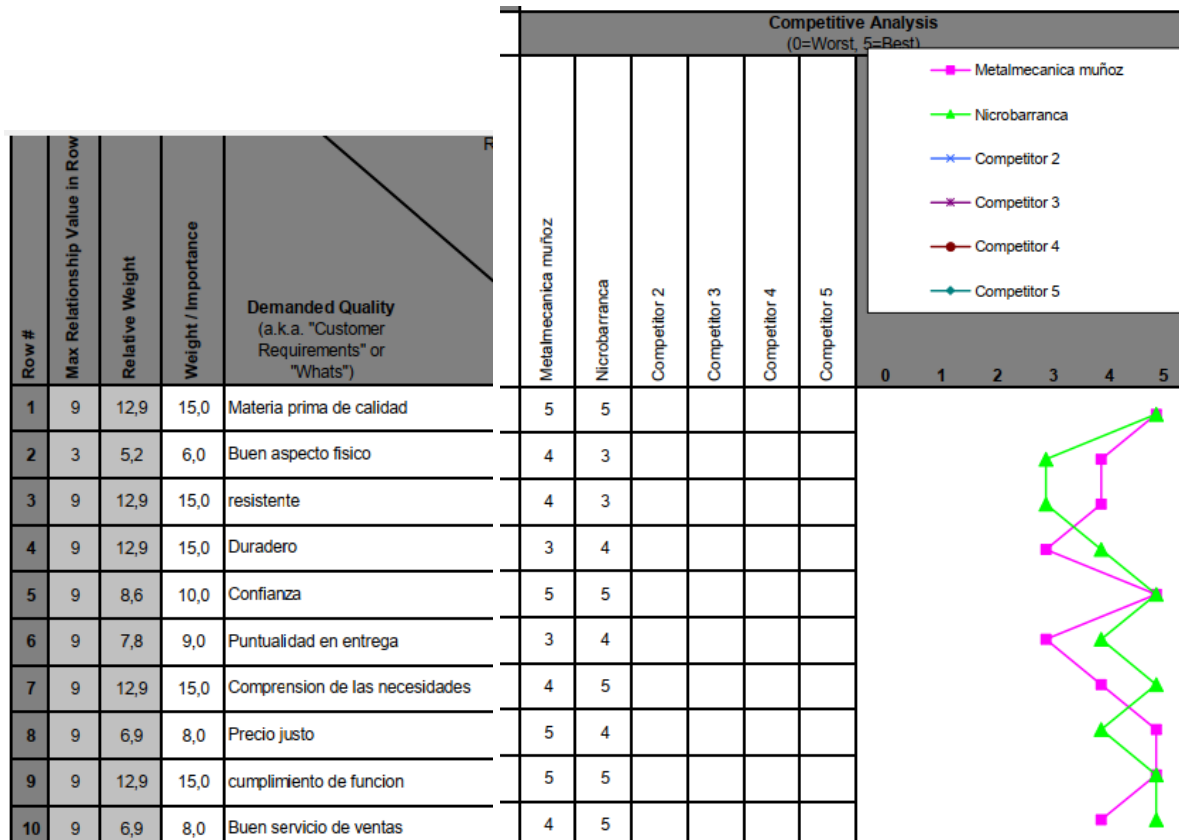 Competitive Analysis
(0=Worst, 5=Best)
Metalmecanica muñoz
Nicrobarranca
Competitor 2
Competitor 3
Competitor 4
Competitor 5
Row #
Max Relationship Value in Row
Relative Weight
Weight / Importance
Demanded Quality
(a.k.a. "Customer
Requirements" or
"Whats")
Metalmecanica muñoz
Nicrobarranca
Competitor 2
Competitor 3
Competitor 4
Competitor 5
0 1 2 3 4 5
1 9 12,9 15,0 Materia prima de calidad 5 5
2 3 5,2 6,0 Buen aspecto fisico 4 3
3 9 12,9 15,0 resistente 4 3
4 9 12,9 15,0 Duradero 3 4
5 9 8,6 10,0 Confianza 5 5
6 9 7,8 9,0 Puntualidad en entrega 3 4
7 9 12,9 15,0 Comprension de las necesidades 4 5
8 9 6,9 8,0 Precio justo 5 4
9 9 12,9 15,0 cumplimiento de funcion 5 5
10 9 6,9 8,0 Buen servicio de ventas 4 5